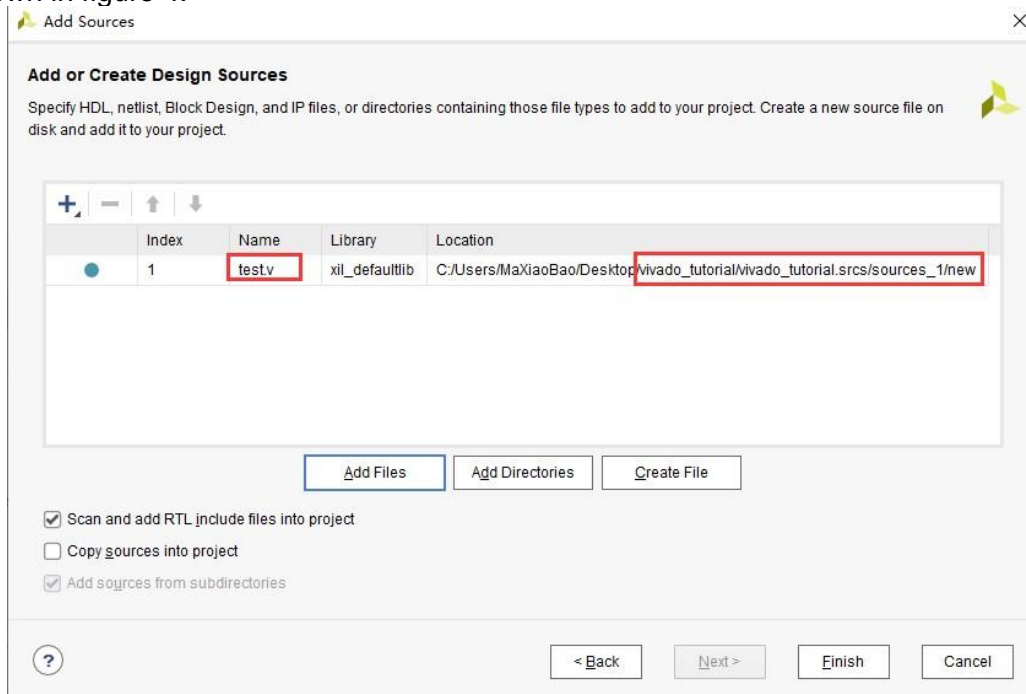 in figure
Add Sources
Add or Create Design Sources
Specify HDL, netlist, Block Design, and IP files, or directories containing those file types to add to your project. Create a new source file on
disk and add it to your project.
Index Name Library Location
1 test.v xil_defaultlib C:/Users/MaXiaoBao/Desktop/vivado_tutorial/vivado_tutorial.srcs/sources_1/new
Add Files Add Directories Create File
Scan and add RTL include files into project
Copy sources into project
Add sources from subdirectories
? < Back Next > Finish Cancel